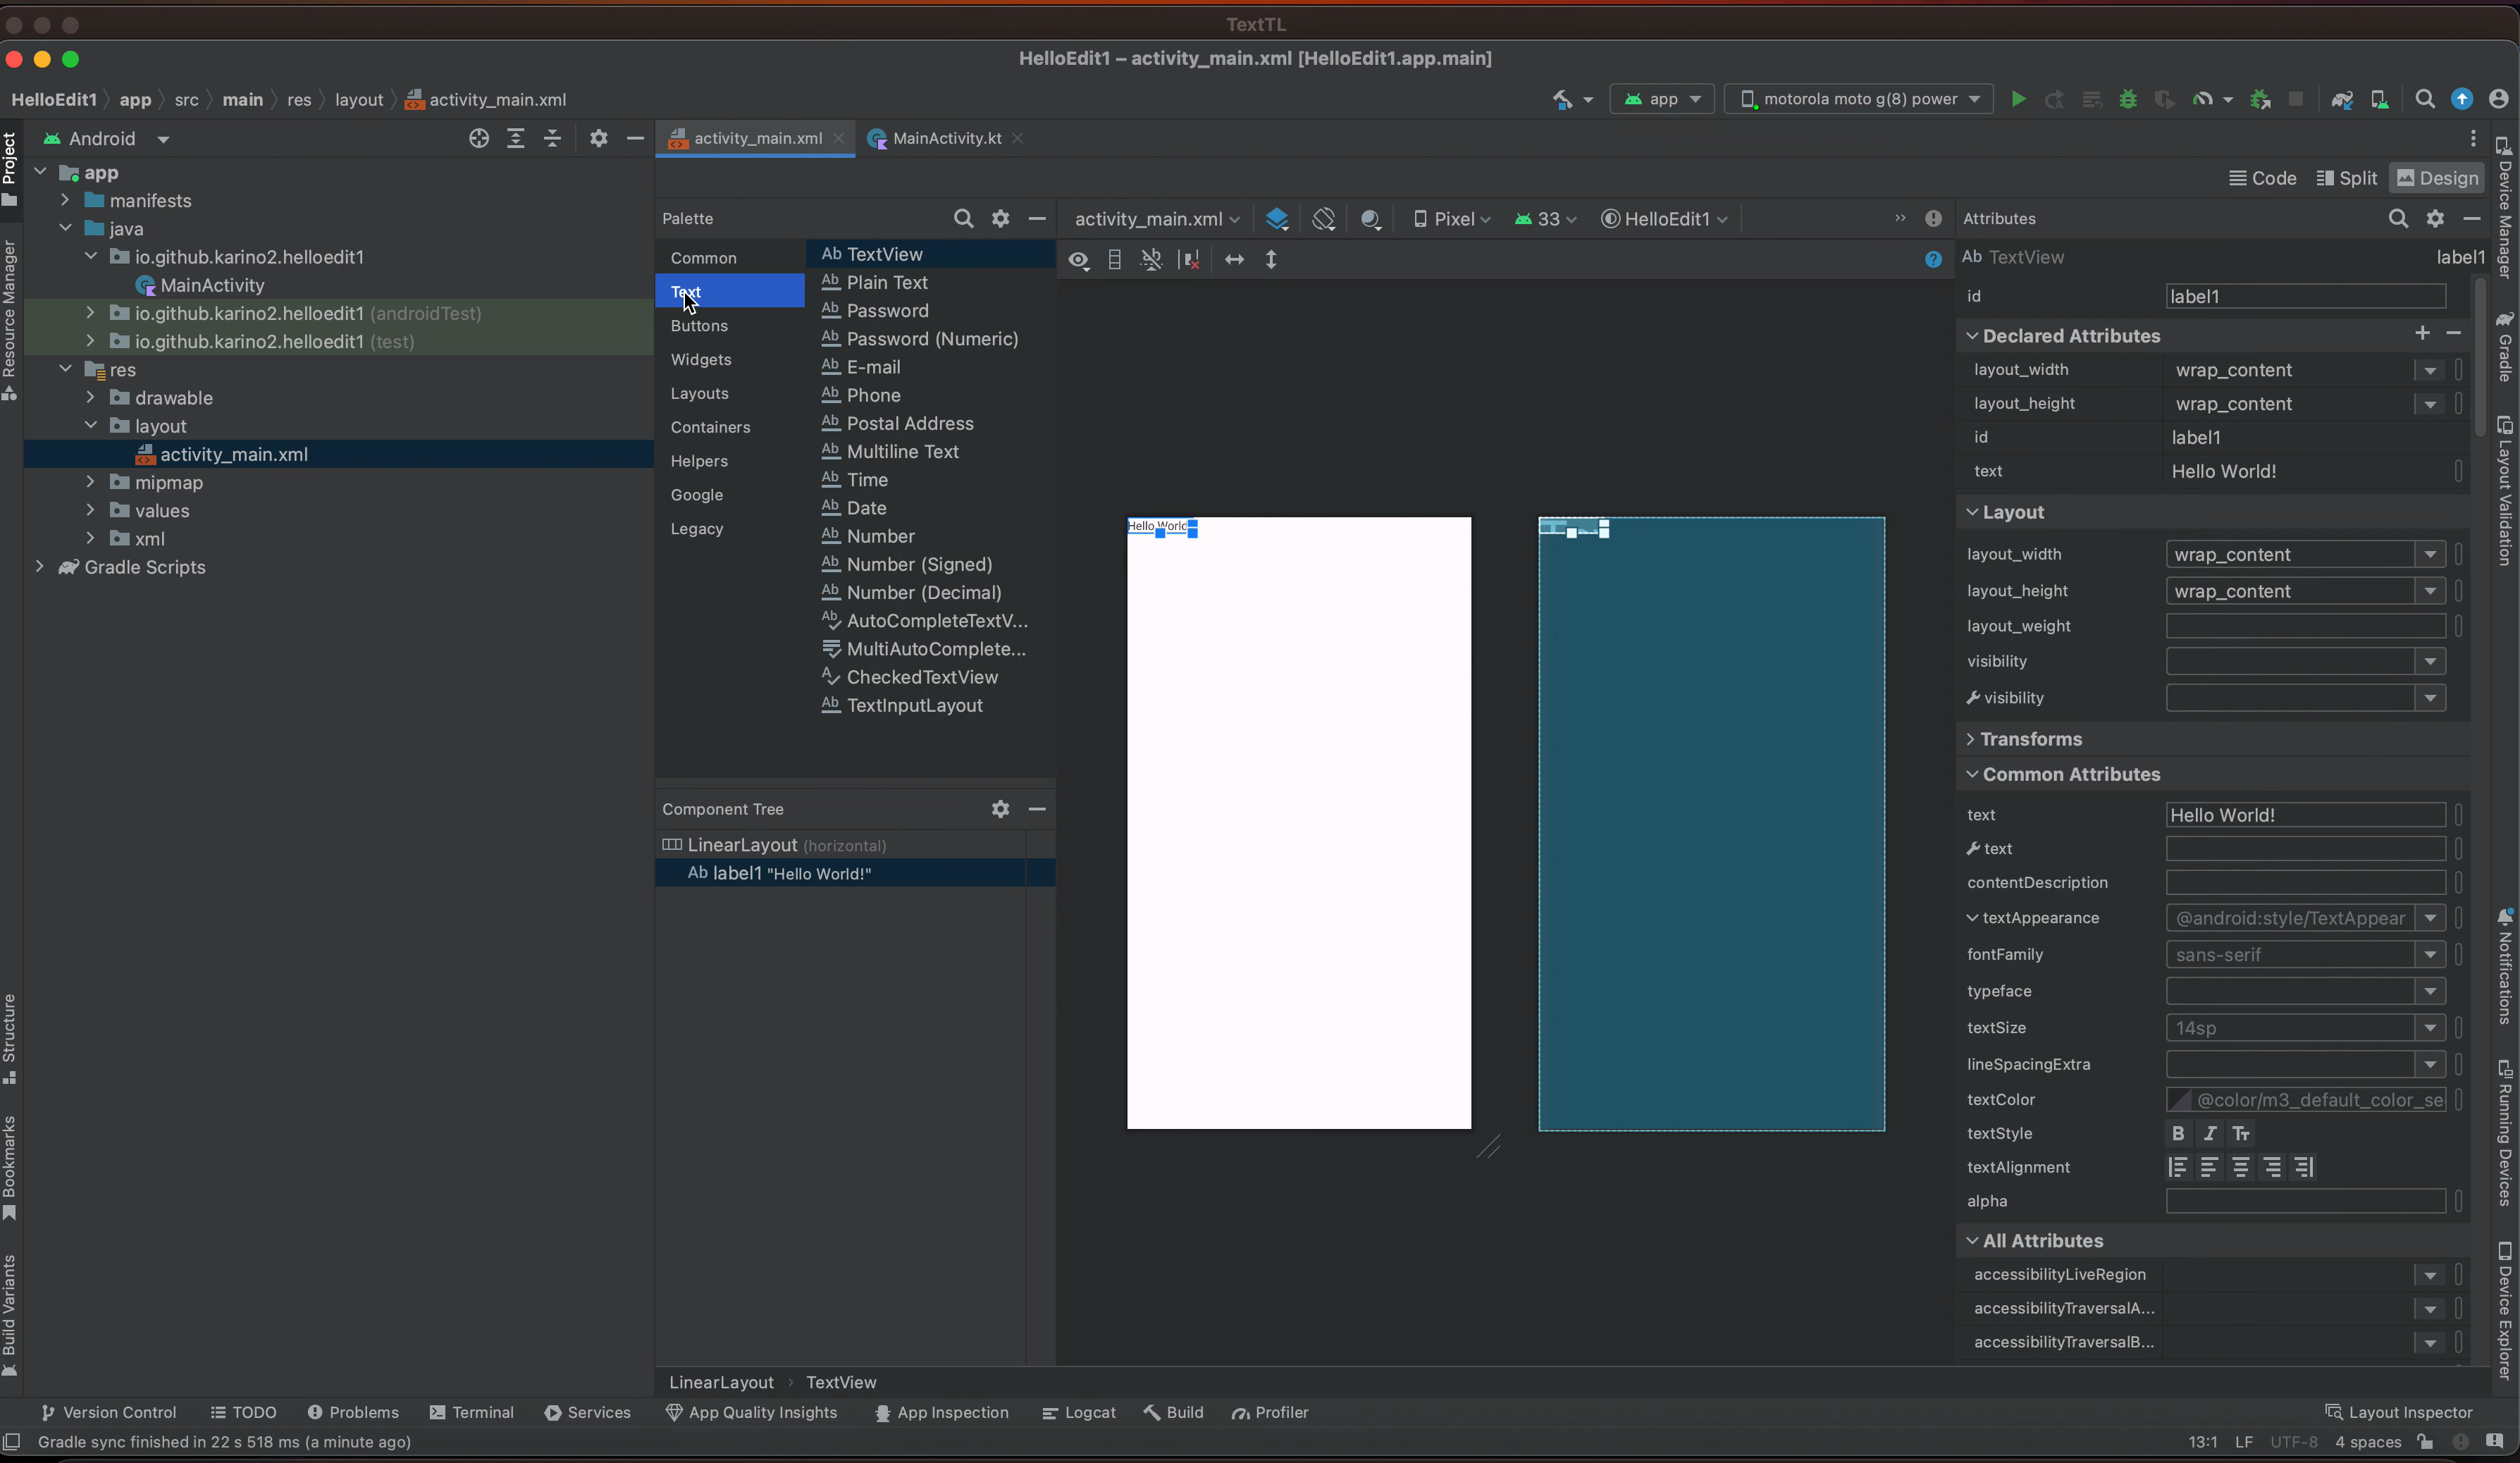 TextTL
HelloEdit1 – activity_main.xml [HelloEdit1.app.main]
HelloEdit1 app src main res layout activity_main.xml
app
motorola moto g(8) power
Project
Resource Manager
Structure
Bookmarks
Build Variants
Android
app
manifests
java
io.github.karino2.helloedit1
MainActivity
io.github.karino2.helloedit1 (androidTest)
io.github.karino2.helloedit1 (test)
res
drawable
layout
activity_main.xml
mipmap
values
xml
Gradle Scripts
activity_main.xml
MainActivity.kt
Code
Split
Design
Palette
Common
Text
Buttons
Widgets
Layouts
Containers
Helpers
Google
Legacy
Ab TextView
Ab Plain Text
Ab Password
Ab Password (Numeric)
Ab E-mail
Ab Phone
Ab Postal Address
Ab Multiline Text
Ab Time
Ab Date
Ab Number
Ab Number (Signed)
Ab Number (Decimal)
Ab AutoCompleteTextV...
MultiAutoComplete...
CheckedTextView
Ab TextInputLayout
Component Tree
LinearLayout (horizontal)
Ab label1 "Hello World!"
activity_main.xml
Pixel
33
HelloEdit1
Hello World
Attributes
Ab TextView label1
id label1
Declared Attributes
layout_width wrap_content
layout_height wrap_content
id label1
text Hello World!
Layout
layout_width wrap_content
layout_height wrap_content
layout_weight
visibility
visibility
Transforms
Common Attributes
text Hello World!
text
contentDescription
textAppearance @android:style/TextAppear
fontFamily sans-serif
typeface
textSize 14sp
lineSpacingExtra
textColor @color/m3_default_color_se
textStyle B I Tт
textAlignment
alpha
All Attributes
accessibilityLiveRegion
accessibilityTraversalA...
accessibilityTraversalB...
Device Manager
Gradle
Layout Validation
Notifications
Running Devices
Device Explorer
LinearLayout TextView
Version Control
TODO
Problems
Terminal
Services
App Quality Insights
App Inspection
Logcat
Build
Profiler
Layout Inspector
Gradle sync finished in 22 s 518 ms (a minute ago)
13:1 LF UTF-8 4 spaces